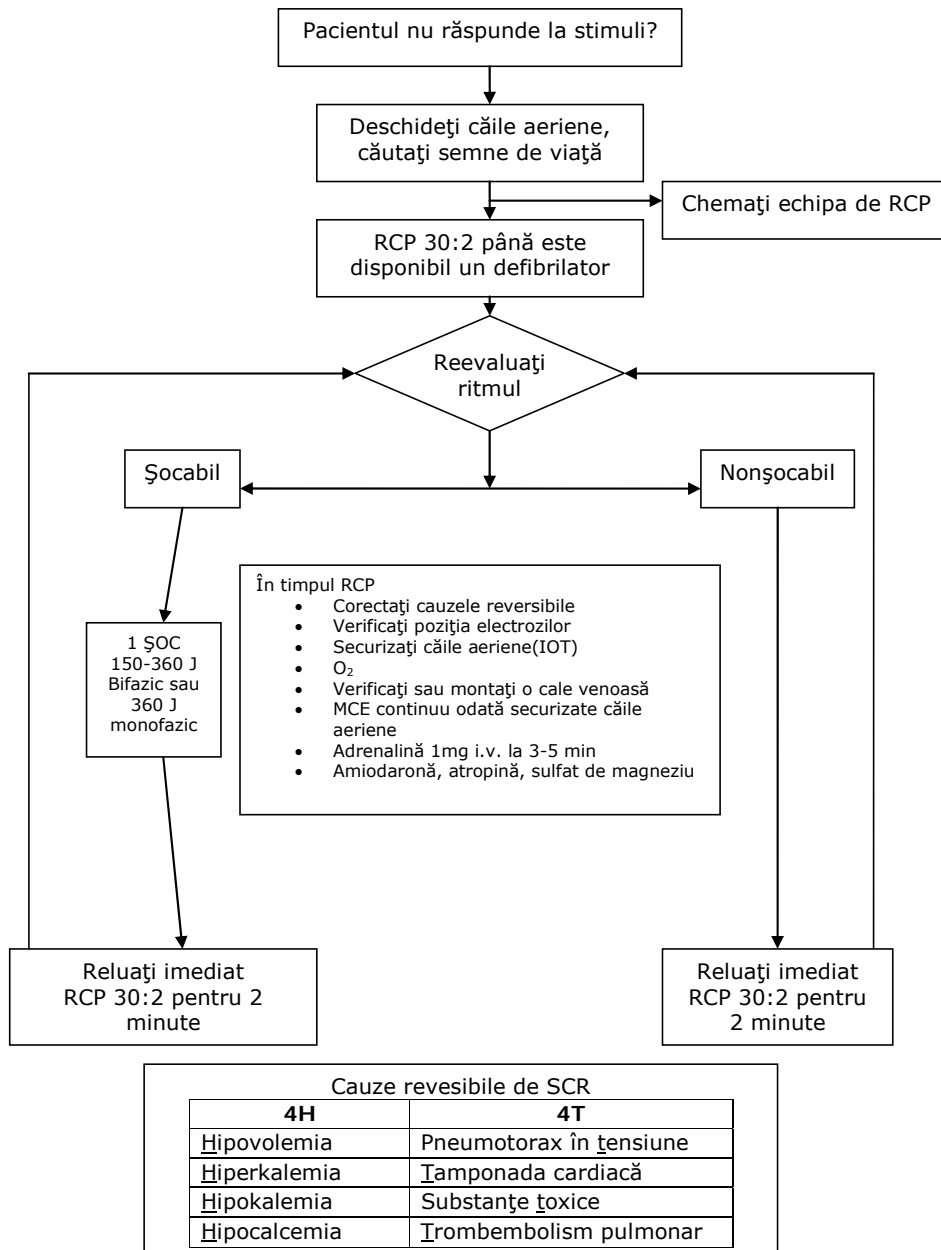 Pacientul nu răspunde la stimuli?
Deschideţi căile aeriene,
căutaţi semne de viaţă
Chemaţi echipa de RCP
RCP 30:2 până este
disponibil un defibrilator
Reevaluaţi
ritmul
Şocabil
Nonşocabil
În timpul RCP
• Corectaţi cauzele reversibile
• Verificaţi poziţia electrozilor
• Securizaţi căile aeriene(IOT)
• O₂
• Verificaţi sau montaţi o cale venoasă
• MCE continuu odată securizate căile
aeriene
• Adrenalină 1mg i.v. la 3-5 min
• Amiodaronă, atropină, sulfat de magneziu
1 ŞOC
150-360 J
Bifazic sau
360 J
monofazic
Reluaţi imediat
RCP 30:2 pentru 2
minute
Reluaţi imediat
RCP 30:2 pentru
2 minute
Cauze revesibile de SCR
4H 4T
Hipovolemia Pneumotorax în tensiune
Hiperkalemia Tamponada cardiacă
Hipokalemia Substanţe toxice
Hipocalcemia Trombembolism pulmonar